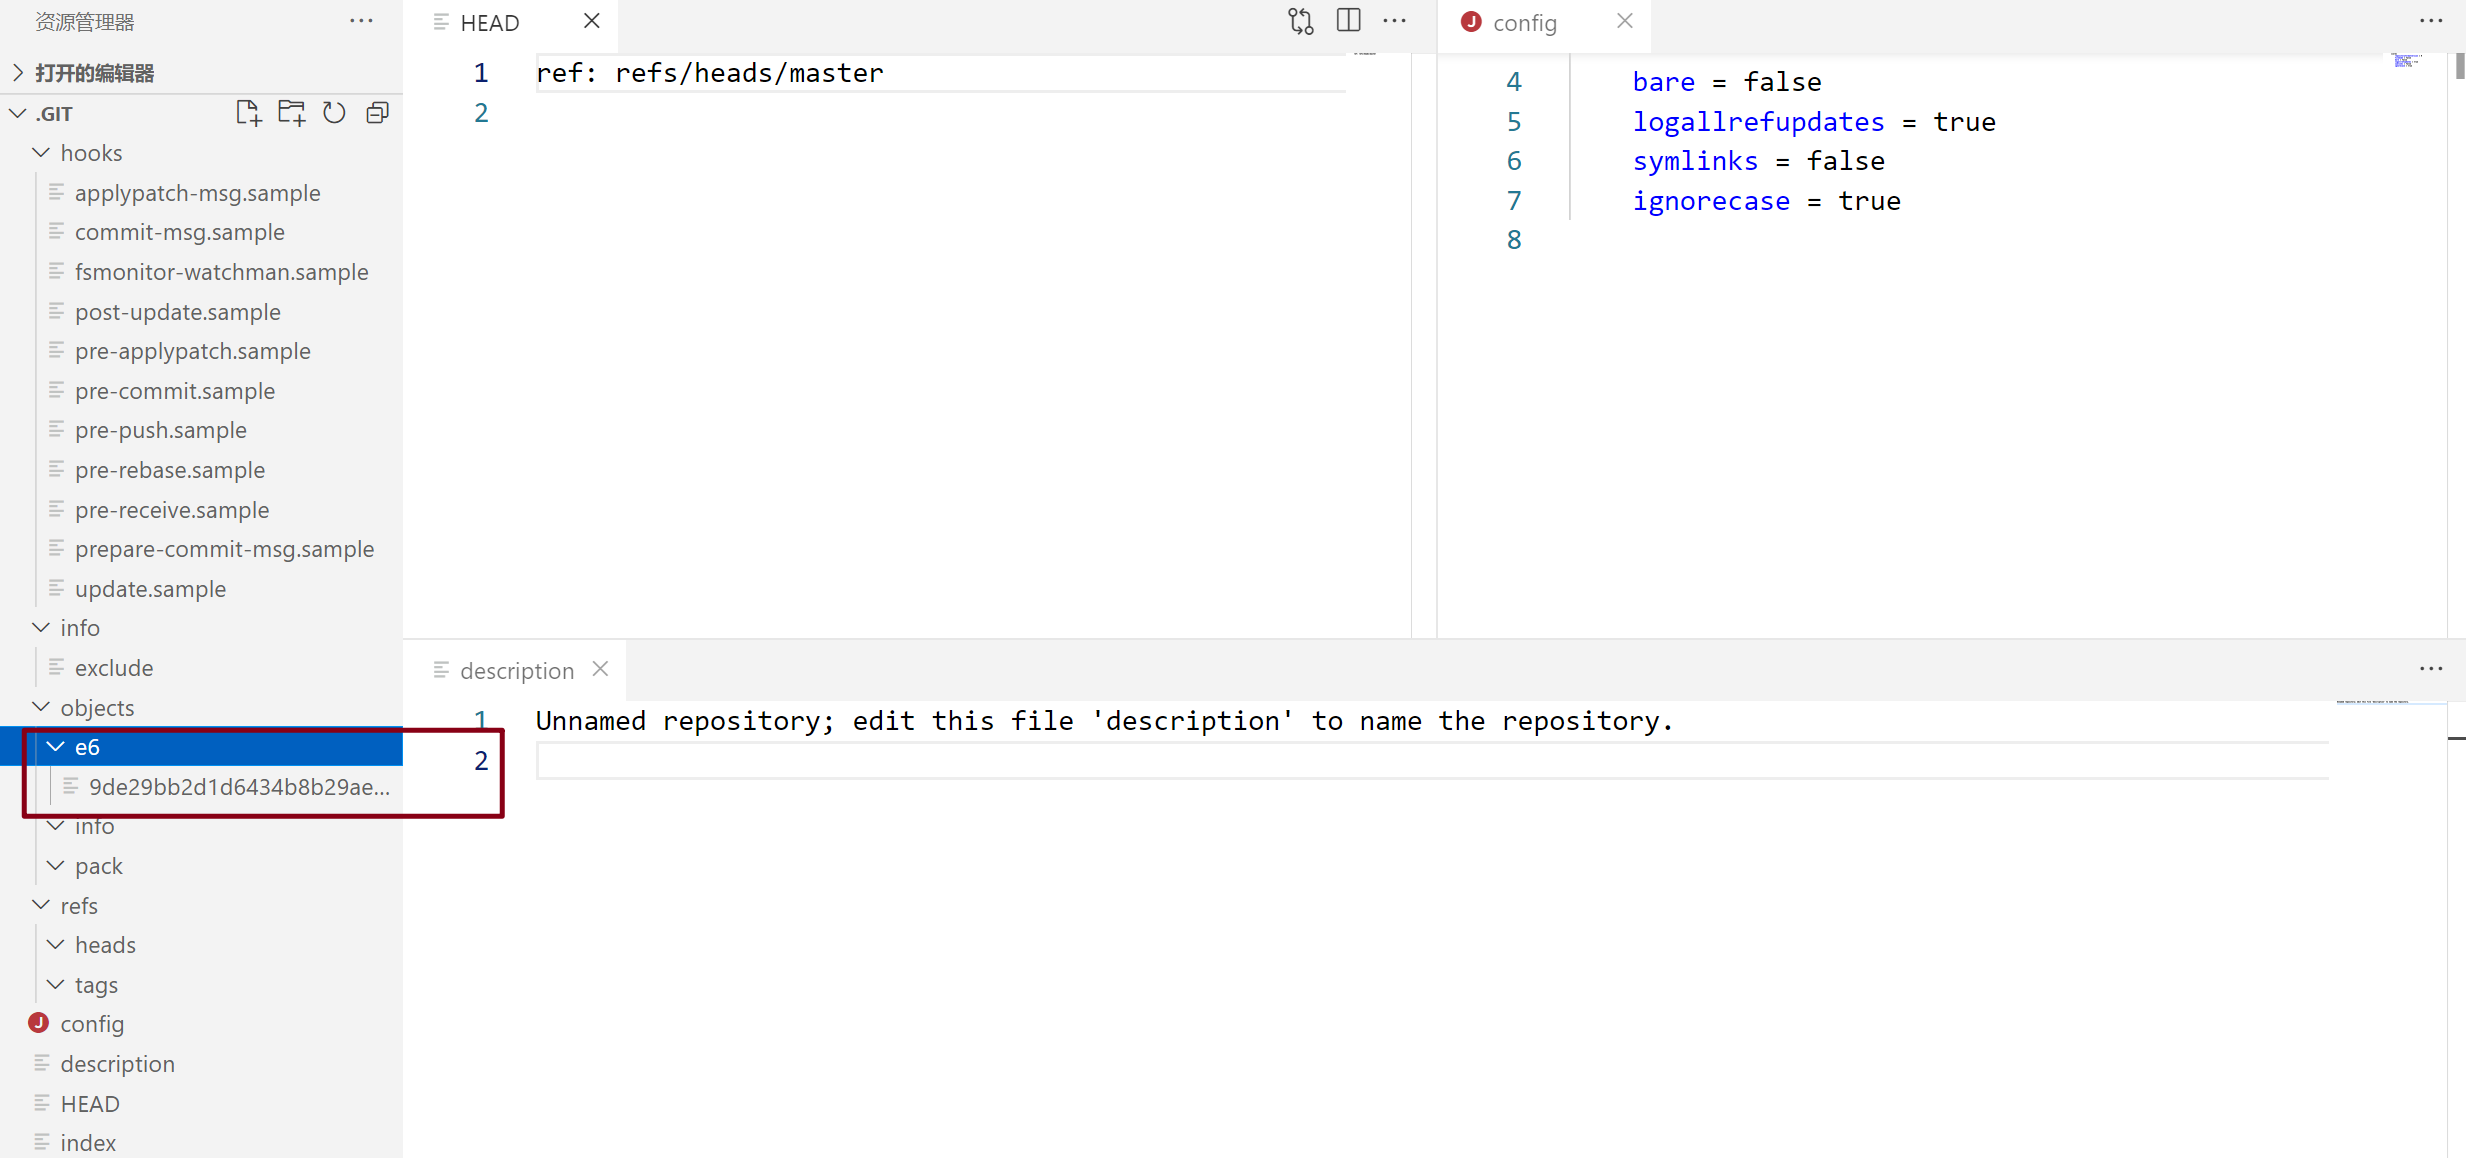 资源管理器
打开的编辑器
.GIT
hooks
applypatch-msg.sample
commit-msg.sample
fsmonitor-watchman.sample
post-update.sample
pre-applypatch.sample
pre-commit.sample
pre-push.sample
pre-rebase.sample
pre-receive.sample
prepare-commit-msg.sample
update.sample
info
exclude
objects
e6
9de29bb2d1d6434b8b29ae...
info
pack
refs
heads
tags
J config
description
HEAD
index
HEAD
1 ref: refs/heads/master
2
J config
4 bare = false
5 logallrefupdates = true
6 symlinks = false
7 ignorecase = true
8
description
1 Unnamed repository; edit this file 'description' to name the repository.
2